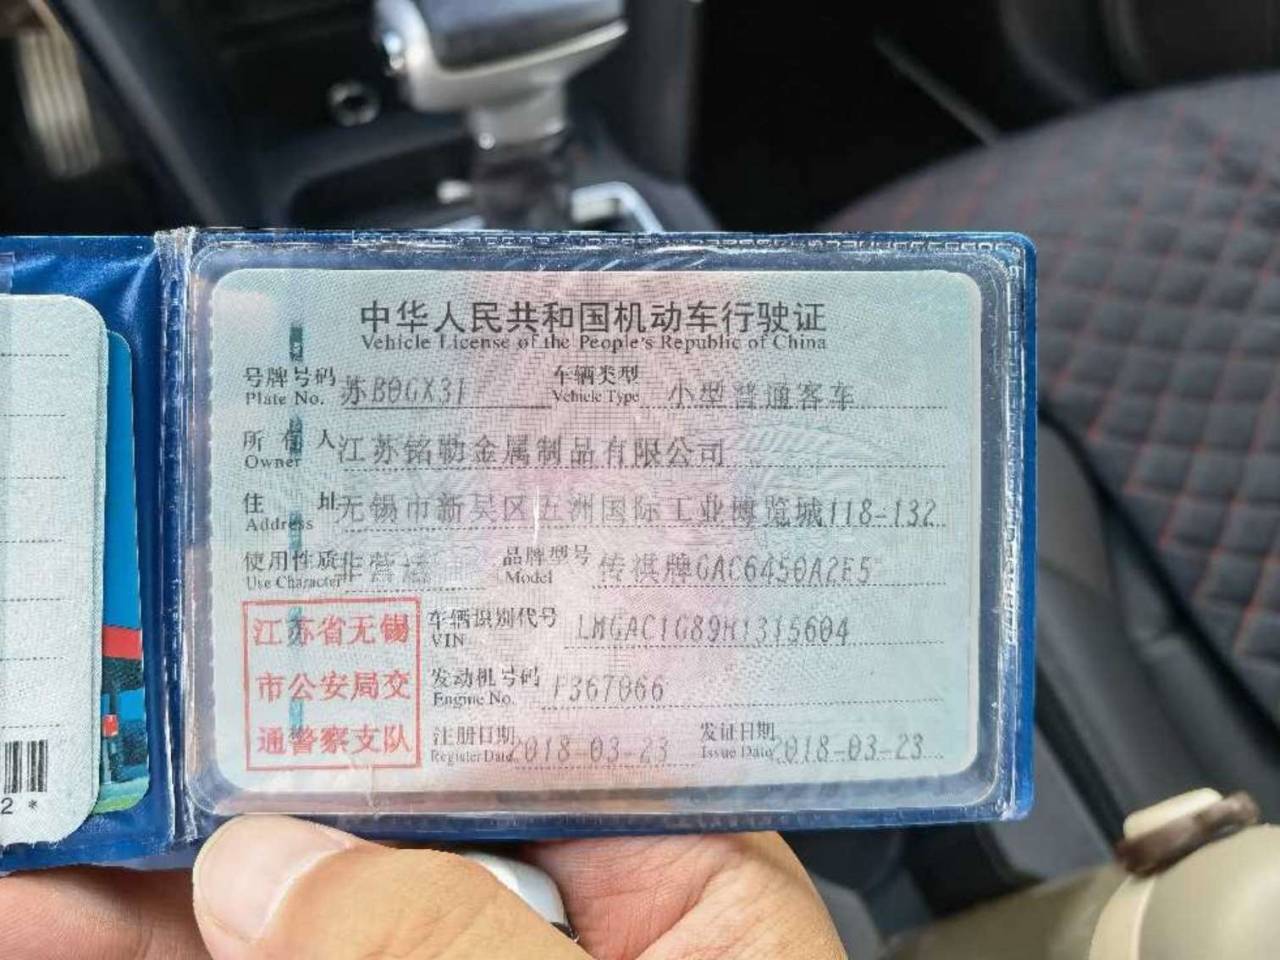 中华人民共和国机动车行驶证
Vehicle License of the People's Republic of China
号牌号码 苏B0GX31 车辆类型 小型普通客车
Plate No. Vehicle Type
所有人 江苏铭勒金属制品有限公司
Owner
住址 无锡市新吴区五洲国际工业博览城118-132
Address
使用性质 非营运 品牌型号 传祺牌GAC6450A2E5
Use Character Model
江苏省无锡
市公安局交
通警察支队
车辆识别代号 LMGAC1G89H1315604
VIN
发动机号码 F367066
Engine No.
注册日期 2018-03-23 发证日期 2018-03-23
Register Date Issue Date
2*